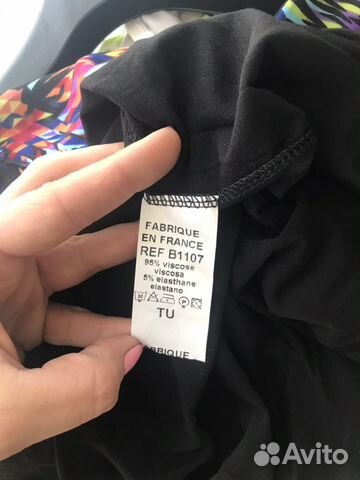 FABRIQUE
EN FRANCE
REF B1107
95% viscose
viscosa
5% elasthane
elastano
TU
Avito